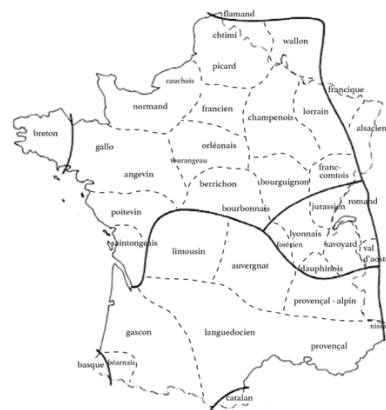 flamand
chtimi
wallon
picard
cauchois
francique
normand
francien
champenois
lorrain
alsacien
breton
gallo
orléanais
tourangeau
angevin
berrichon
bourguignon
franc-
comtois
poitevin
bourbonnais
jurassien
romand
saintongeais
lyonnais
forézien
savoyard
val
d'aoste
limousin
auvergnat
dauphinois
provençal - alpin
gascon
languedocien
provençal
nissart
basque
béarnais
catalan